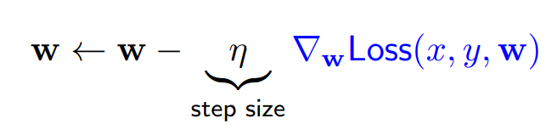 w ← w − η ∇wLoss(x, y, w)
step size